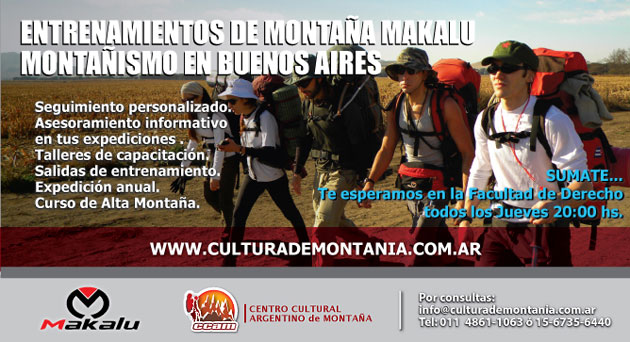 ENTRENAMIENTOS DE MONTAÑA MAKALU
MONTAÑISMO EN BUENOS AIRES
Seguimiento personalizado.
Asesoramiento informativo
en tus expediciones .
Talleres de capacitación.
Salidas de entrenamiento.
Expedición anual.
Curso de Alta Montaña.
SUMATE...
Te esperamos en la Facultad de Derecho
todos los Jueves 20:00 hs.
WWW.CULTURADEMONTANIA.COM.AR
Makalu
ccam
CENTRO CULTURAL
ARGENTINO de MONTAÑA
Por consultas:
info@culturademontania.com.ar
Tel: 011 4861-1063 ó 15-6735-6440